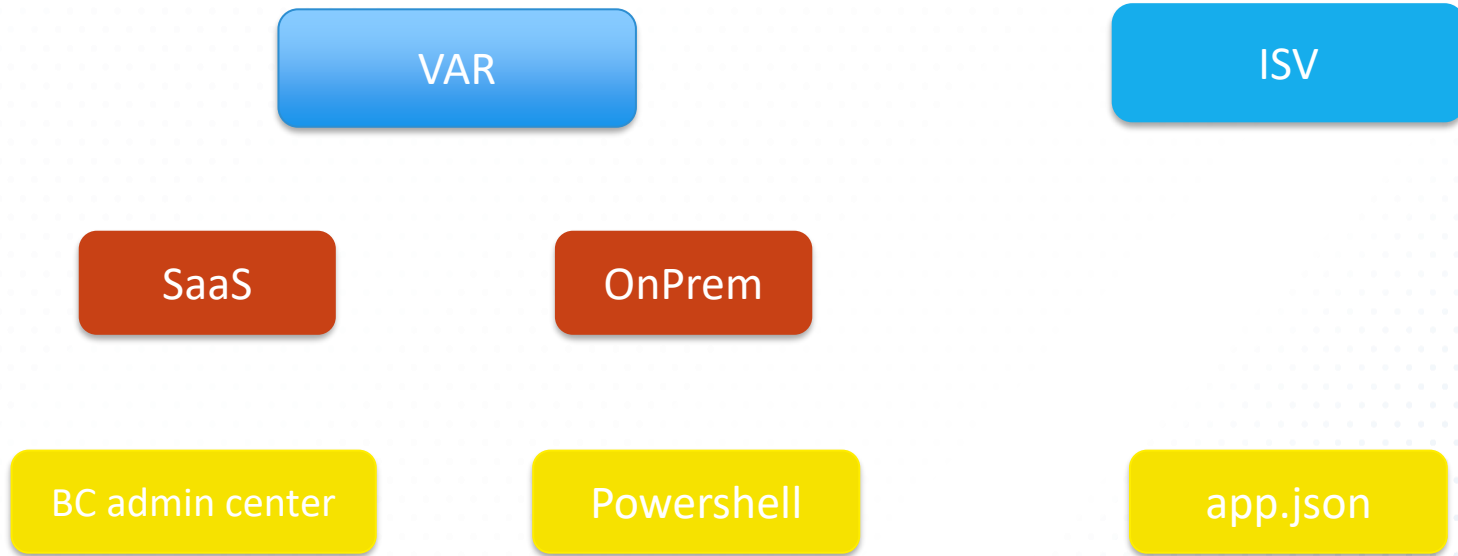 VAR
ISV
SaaS
OnPrem
BC admin center
Powershell
app.json